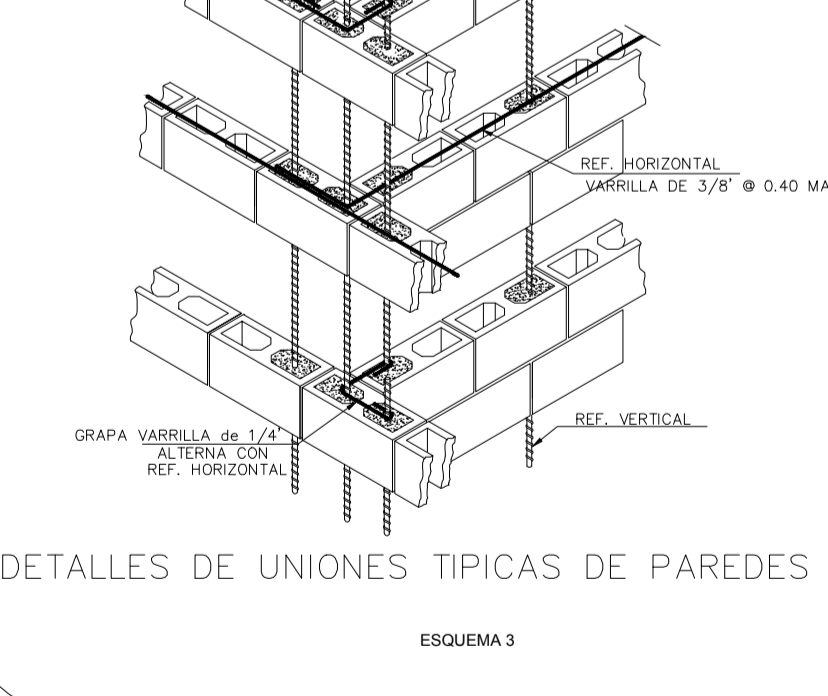 REF. HORIZONTAL
VARRILLA DE 3/8' @ 0.40
REF. VERTICAL
GRAPA VARRILLA de 1/4'
ALTERNA CON
REF. HORIZONTAL
DETALLES DE UNIONES TIPICAS DE PAREDES
ESQUEMA 3